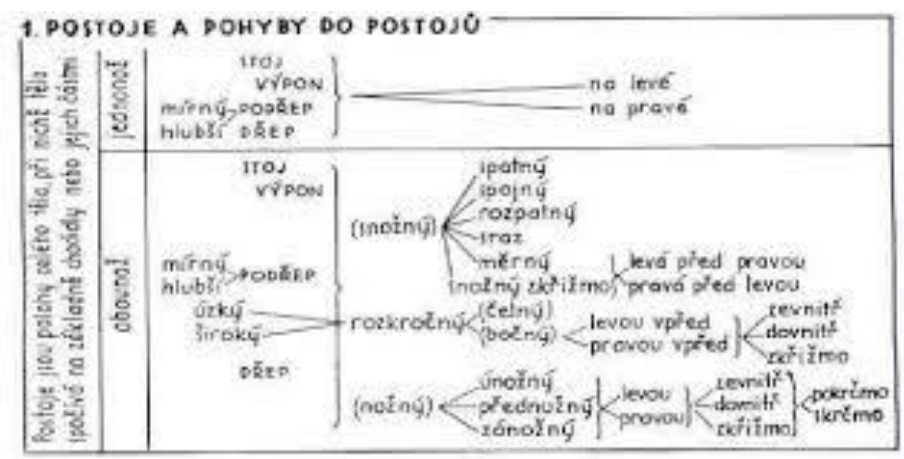 1. POSTOJE A POHYBY DO POSTOJŮ
Postoje jsou polohy celého těla, při nichž tělo
spočívá na základně chodidly nebo jejich částmi
jednonož
STOJ
VÝPON
mírný PODŘEP
hlubší DŘEP
na levé
na pravé
obounož
STOJ
VÝPON
mírný
hlubší
PODŘEP
úzký
široký
DŘEP
(snožný)
spatný
spojný
rozpatný
sraz
měrný
snožný zkřižmo
levá před pravou
pravá před levou
rozkročný
(čelný)
(bočný)
levou vpřed
pravou vpřed
zevnitř
dovnitř
zkřižmo
(nožný)
únožný
přednožný
zánožný
levou
pravou
zevnitř
dovnitř
zkřižmo
pokrčmo
skrčmo